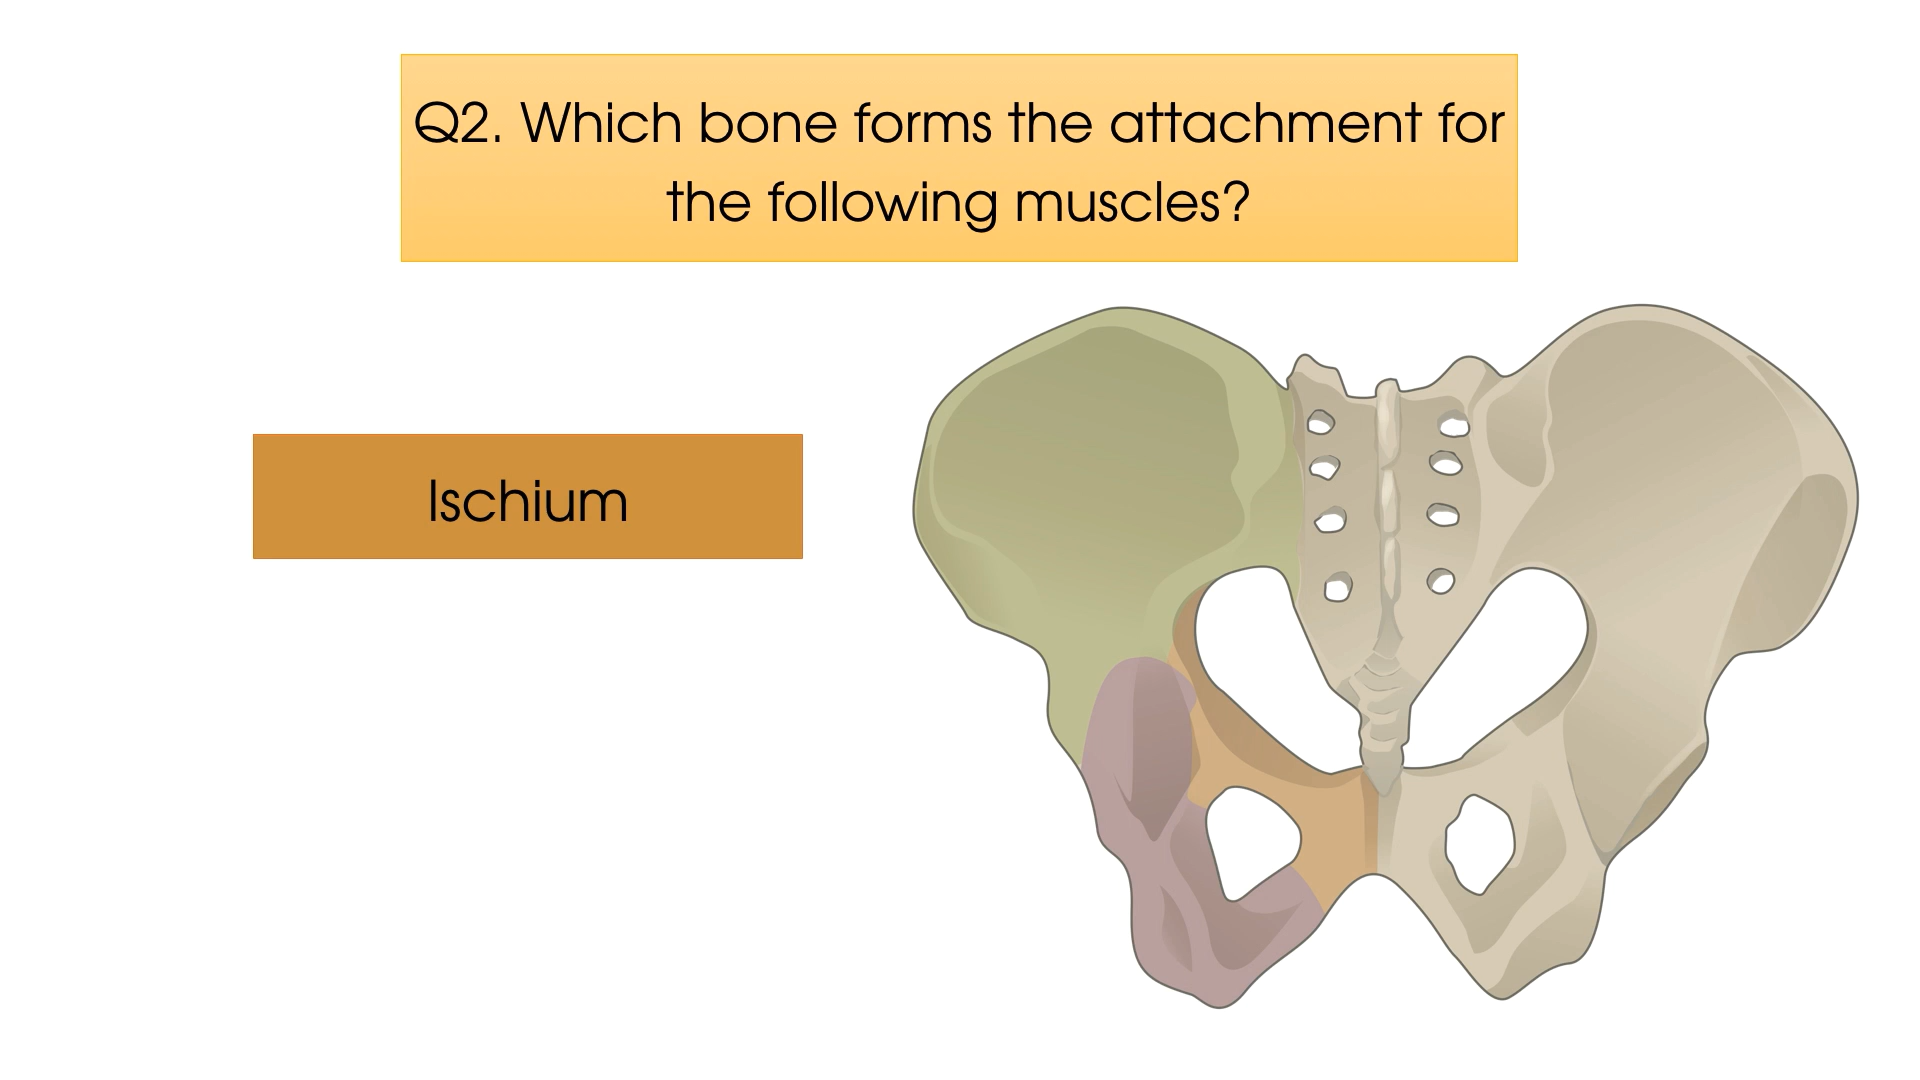 Q2. Which bone forms the attachment for
the following muscles?
Ischium